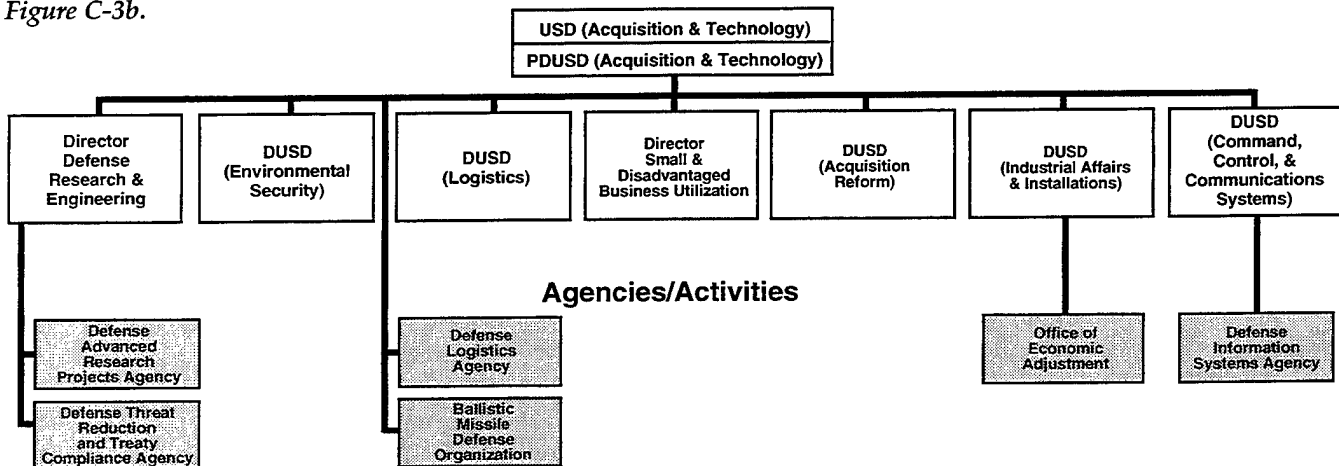 Figure C-3b.
USD (Acquisition & Technology)
PDUSD (Acquisition & Technology)
Director
Defense
Research &
Engineering
DUSD
(Environmental
Security)
DUSD
(Logistics)
Director
Small &
Disadvantaged
Business Utilization
DUSD
(Acquisition
Reform)
DUSD
(Industrial Affairs
& Installations)
DUSD
(Command,
Control, &
Communications
Systems)
Agencies/Activities
Defense
Advanced
Research
Projects Agency
Defense Threat
Reduction
and Treaty
Compliance Agency
Defense
Logistics
Agency
Ballistic
Missile
Defense
Organization
Office of
Economic
Adjustment
Defense
Information
Systems Agency